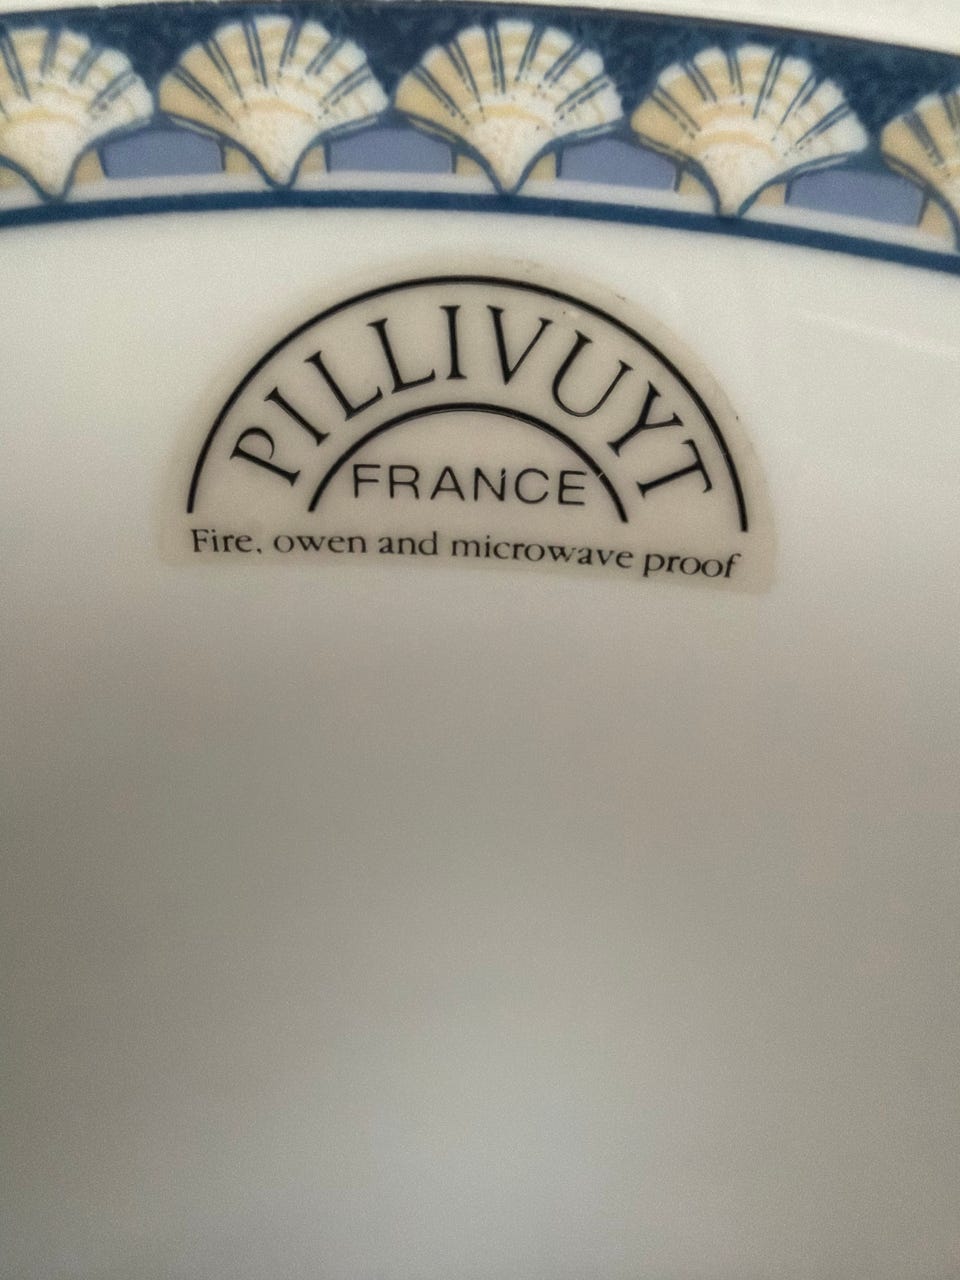 PILLIVUYT
FRANCE
Fire, owen and microwave proof